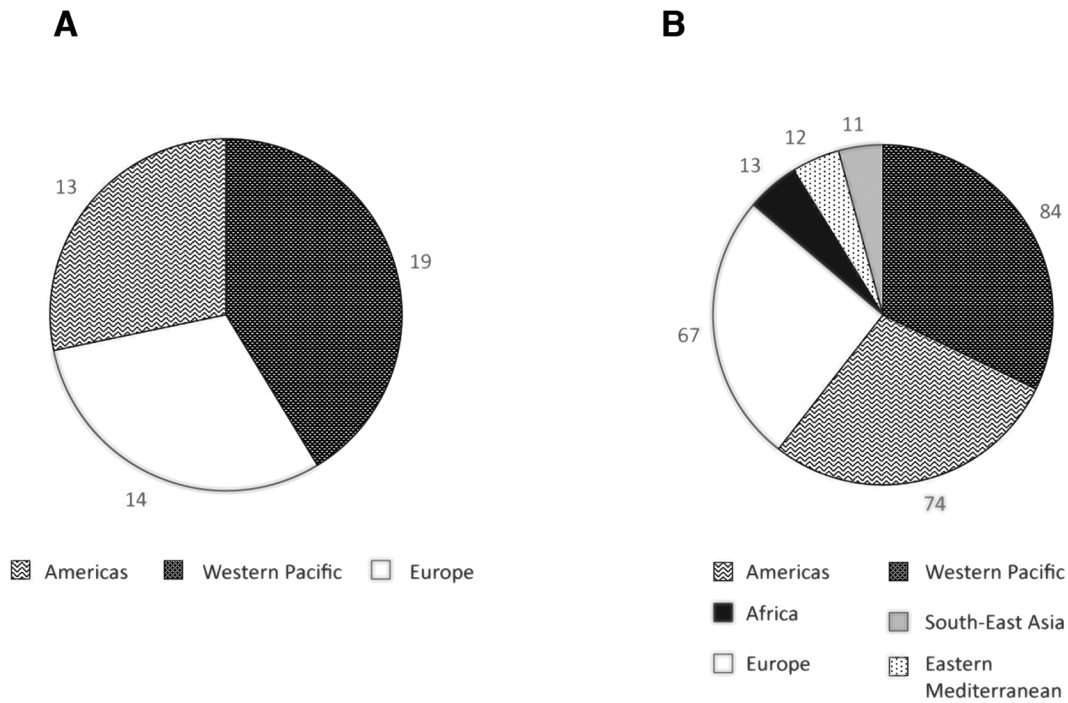 A
13
19
14
Americas Western Pacific Europe
B
11
12
13
84
67
74
Americas Western Pacific
Africa South-East Asia
Europe Eastern
Mediterranean